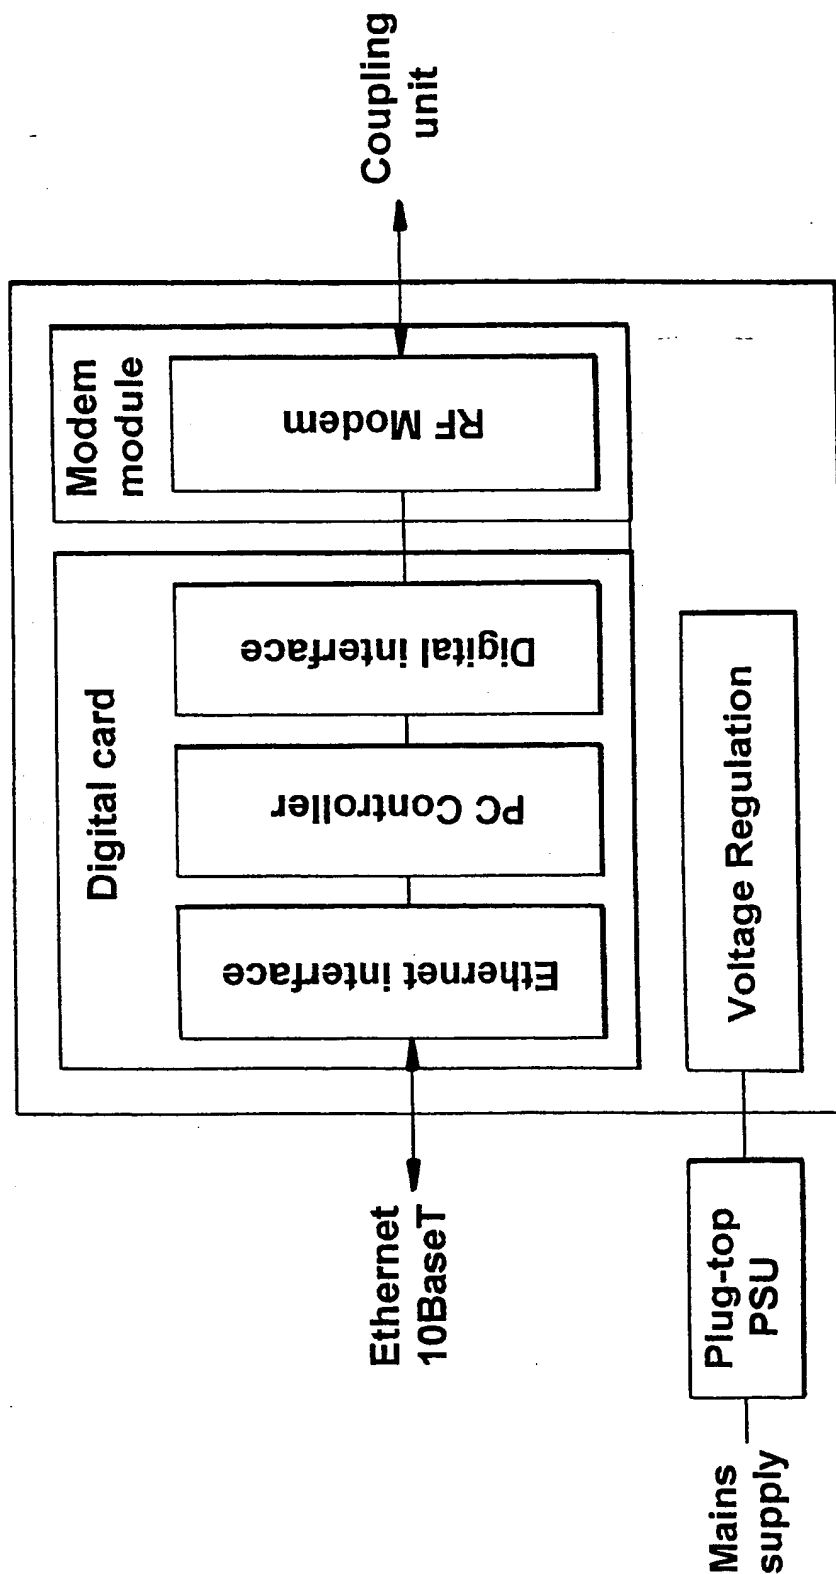 Digital card
Modem
module
Ethernet interface
PC Controller
Digital interface
RF Modem
Ethernet
10BaseT
Coupling
unit
Mains
supply
Plug-top
PSU
Voltage Regulation